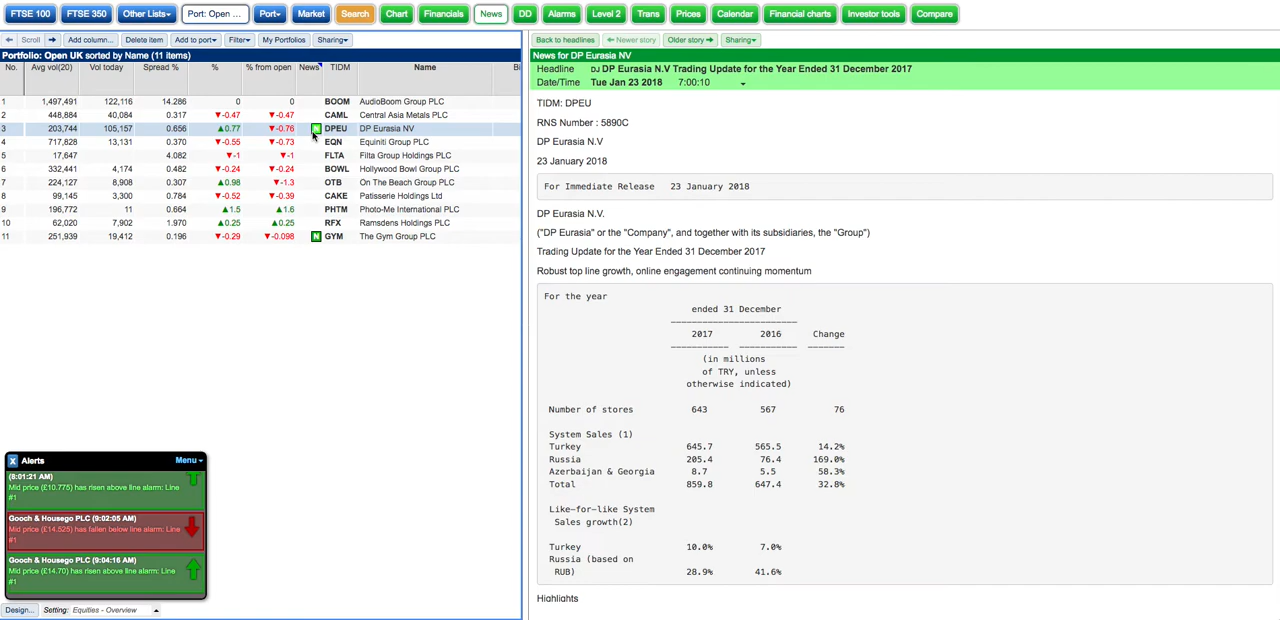 FTSE 100 FTSE 350 Other Lists Port: Open ... Port Market Search Chart Financials News DD Alarms Level 2 Trans Prices Calendar Financial charts Investor tools Compare
Scroll Add column... Delete item Add to port Filter My Portfolios Sharing
Portfolio: Open UK sorted by Name (11 items)
No. Avg vol(20) Vol today Spread % % % from open News TIDM Name Bi
1 1,497,491 122,116 14.286 0 0 BOOM AudioBoom Group PLC
2 448,884 40,084 0.317 ▼-0.47 ▼-0.47 CAML Central Asia Metals PLC
3 203,744 105,157 0.656 ▲0.77 ▼-0.76 N DPEU DP Eurasia NV
4 717,828 13,131 0.370 ▼-0.55 ▼-0.73 EQN Equiniti Group PLC
5 17,647 4.082 ▼-1 ▼-1 FLTA Filta Group Holdings PLC
6 332,441 4,174 0.482 ▼-0.24 ▼-0.24 BOWL Hollywood Bowl Group PLC
7 224,127 8,908 0.307 ▲0.98 ▼-1.3 OTB On The Beach Group PLC
8 99,145 3,300 0.784 ▼-0.52 ▼-0.39 CAKE Patisserie Holdings Ltd
9 196,772 11 0.664 ▲1.5 ▲1.6 PHTM Photo-Me International PLC
10 62,020 7,902 1.970 ▲0.25 ▲0.25 RFX Ramsdens Holdings PLC
11 251,939 19,412 0.196 ▼-0.29 ▼-0.098 N GYM The Gym Group PLC
X Alerts Menu
(8:01:21 AM)
Mid price (£10.775) has risen above line alarm: Line
#1
Gooch & Housego PLC (9:02:05 AM)
Mid price (£14.525) has fallen below line alarm: Line
#1
Gooch & Housego PLC (9:04:16 AM)
Mid price (£14.70) has risen above line alarm: Line
#1
Design... Setting: Equities - Overview
Back to headlines Newer story Older story Sharing
News for DP Eurasia NV
Headline DJ DP Eurasia N.V Trading Update for the Year Ended 31 December 2017
Date/Time Tue Jan 23 2018 7:00:10
TIDM: DPEU
RNS Number : 5890C
DP Eurasia N.V
23 January 2018
For Immediate Release 23 January 2018
DP Eurasia N.V.
("DP Eurasia" or the "Company", and together with its subsidiaries, the "Group")
Trading Update for the Year Ended 31 December 2017
Robust top line growth, online engagement continuing momentum
For the year
ended 31 December
2017 2016 Change
(in millions
of TRY, unless
otherwise indicated)
Number of stores 643 567 76
System Sales (1)
Turkey 645.7 565.5 14.2%
Russia 205.4 76.4 169.0%
Azerbaijan & Georgia 8.7 5.5 58.3%
Total 859.8 647.4 32.8%
Like-for-like System
Sales growth(2)
Turkey 10.0% 7.0%
Russia (based on
RUB) 28.9% 41.6%
Highlights